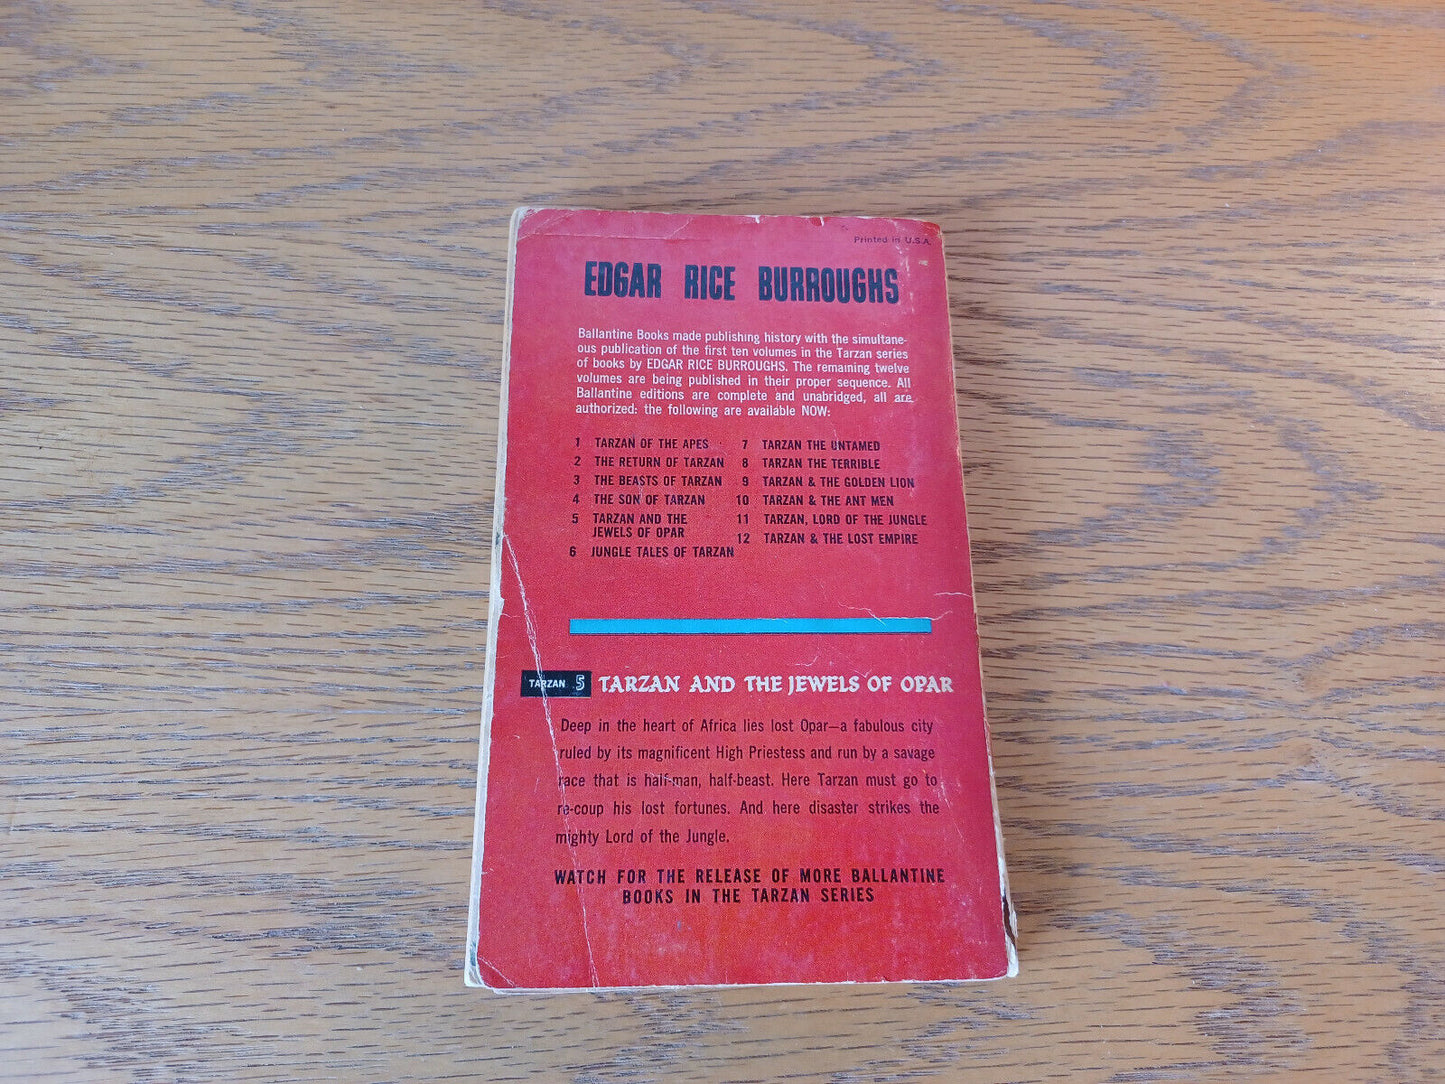 Printed in U.S.A.
EDGAR RICE BURROUGHS
Ballantine Books made publishing history with the simultane-
ous publication of the first ten volumes in the Tarzan series
of books by EDGAR RICE BURROUGHS. The remaining twelve
volumes are being published in their proper sequence. All
Ballantine editions are complete and unabridged, all are
authorized: the following are available NOW:
1 TARZAN OF THE APES
2 THE RETURN OF TARZAN
3 THE BEASTS OF TARZAN
4 THE SON OF TARZAN
5 TARZAN AND THE
JEWELS OF OPAR
6 JUNGLE TALES OF TARZAN
7 TARZAN THE UNTAMED
8 TARZAN THE TERRIBLE
9 TARZAN & THE GOLDEN LION
10 TARZAN & THE ANT MEN
11 TARZAN, LORD OF THE JUNGLE
12 TARZAN & THE LOST EMPIRE
TARZAN 5 TARZAN AND THE JEWELS OF OPAR
Deep in the heart of Africa lies lost Opar—a fabulous city
ruled by its magnificent High Priestess and run by a savage
race that is half-man, half-beast. Here Tarzan must go to
re-coup his lost fortunes. And here disaster strikes the
mighty Lord of the Jungle.
WATCH FOR THE RELEASE OF MORE BALLANTINE
BOOKS IN THE TARZAN SERIES